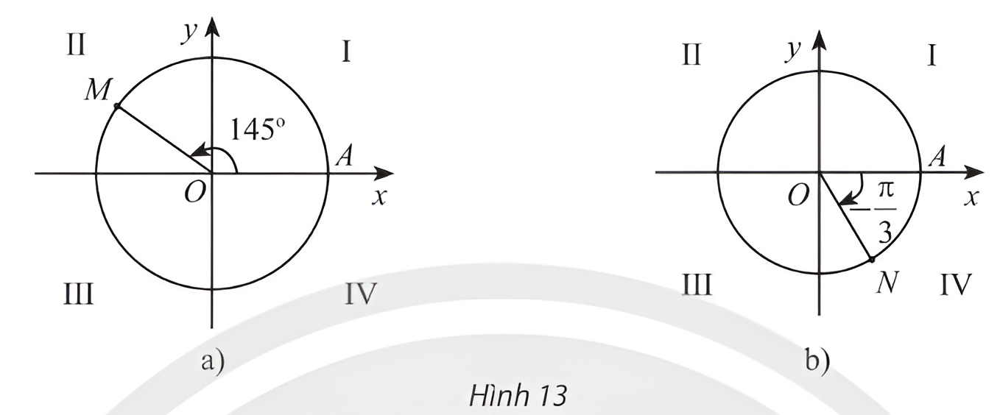 y
II
I
M
145°
A
O
x
III
IV
a)
y
II
I
A
O
x
−π/3
N
III
IV
b)
Hình 13